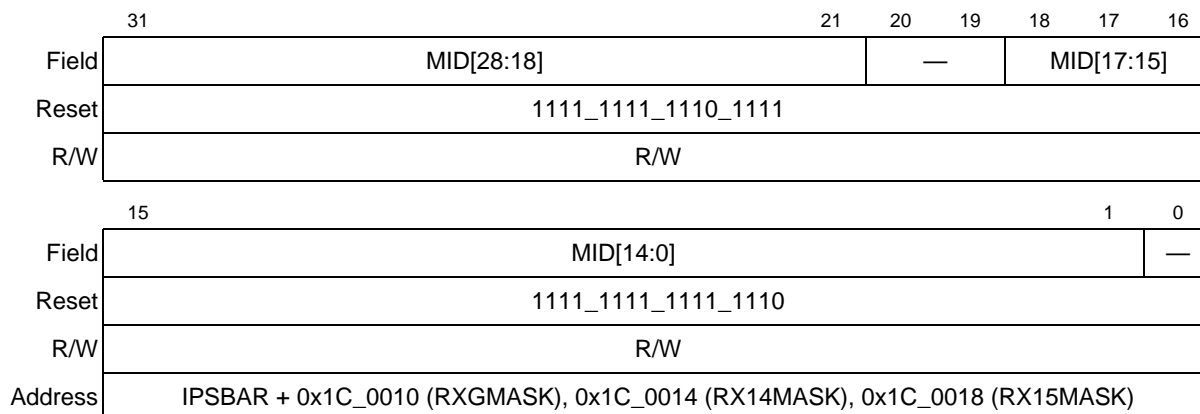 31 21 20 19 18 17 16
Field MID[28:18] — MID[17:15]
Reset 1111_1111_1110_1111
R/W R/W
15 1 0
Field MID[14:0] —
Reset 1111_1111_1111_1110
R/W R/W
Address IPSBAR + 0x1C_0010 (RXGMASK), 0x1C_0014 (RX14MASK), 0x1C_0018 (RX15MASK)